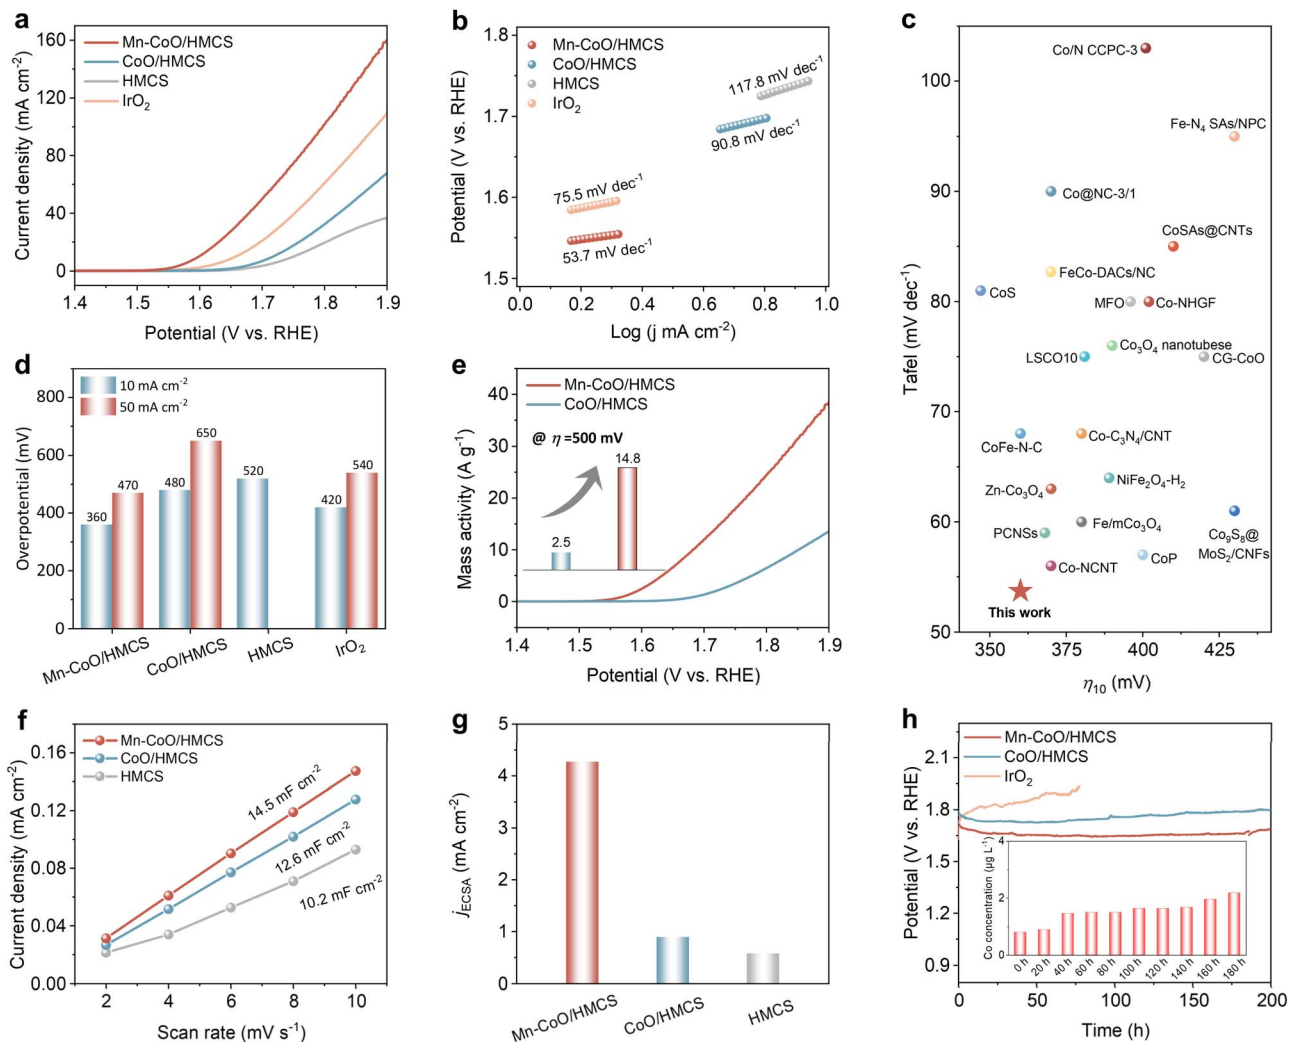 a
Current density (mA cm⁻²)
160
120
80
40
0
Mn-CoO/HMCS
CoO/HMCS
HMCS
IrO₂
1.4 1.5 1.6 1.7 1.8 1.9
Potential (V vs. RHE)
b
Potential (V vs. RHE)
1.8
1.7
1.6
1.5
Mn-CoO/HMCS
CoO/HMCS
HMCS
IrO₂
117.8 mV dec⁻¹
90.8 mV dec⁻¹
75.5 mV dec⁻¹
53.7 mV dec⁻¹
0.0 0.2 0.4 0.6 0.8 1.0
Log (j mA cm⁻²)
c
Tafel (mV dec⁻¹)
100
90
80
70
60
50
Co/N CCPC-3
Fe-N₄ SAs/NPC
Co@NC-3/1
CoSAs@CNTs
FeCo-DACs/NC
CoS
MFO
Co-NHGF
Co₃O₄ nanotubese
LSCO10
CG-CoO
CoFe-N-C
Co-C₃N₄/CNT
NiFe₂O₄-H₂
Zn-Co₃O₄
Fe/mCo₃O₄
Co₉S₈@
MoS₂/CNFs
PCNSs
CoP
Co-NCNT
This work
350 375 400 425
η₁₀ (mV)
d
Overpotential (mV)
800
600
400
200
0
10 mA cm⁻²
50 mA cm⁻²
360
470
480
650
520
420
540
Mn-CoO/HMCS
CoO/HMCS
HMCS
IrO₂
e
Mass activity (A g⁻¹)
40
30
20
10
0
Mn-CoO/HMCS
CoO/HMCS
@ η =500 mV
14.8
2.5
1.4 1.5 1.6 1.7 1.8 1.9
Potential (V vs. RHE)
f
Current density (mA cm⁻²)
0.16
0.12
0.08
0.04
0.00
Mn-CoO/HMCS
CoO/HMCS
HMCS
14.5 mF cm⁻²
12.6 mF cm⁻²
10.2 mF cm⁻²
2 4 6 8 10
Scan rate (mV s⁻¹)
g
jECSA (mA cm⁻²)
5
4
3
2
1
0
Mn-CoO/HMCS
CoO/HMCS
HMCS
h
Potential (V vs. RHE)
2.1
1.8
1.5
1.2
0.9
Mn-CoO/HMCS
CoO/HMCS
IrO₂
Co concentration (μg L⁻¹)
4
2
0
0 h 20 h 40 h 60 h 80 h 100 h 120 h 140 h 160 h 180 h
0 50 100 150 200
Time (h)